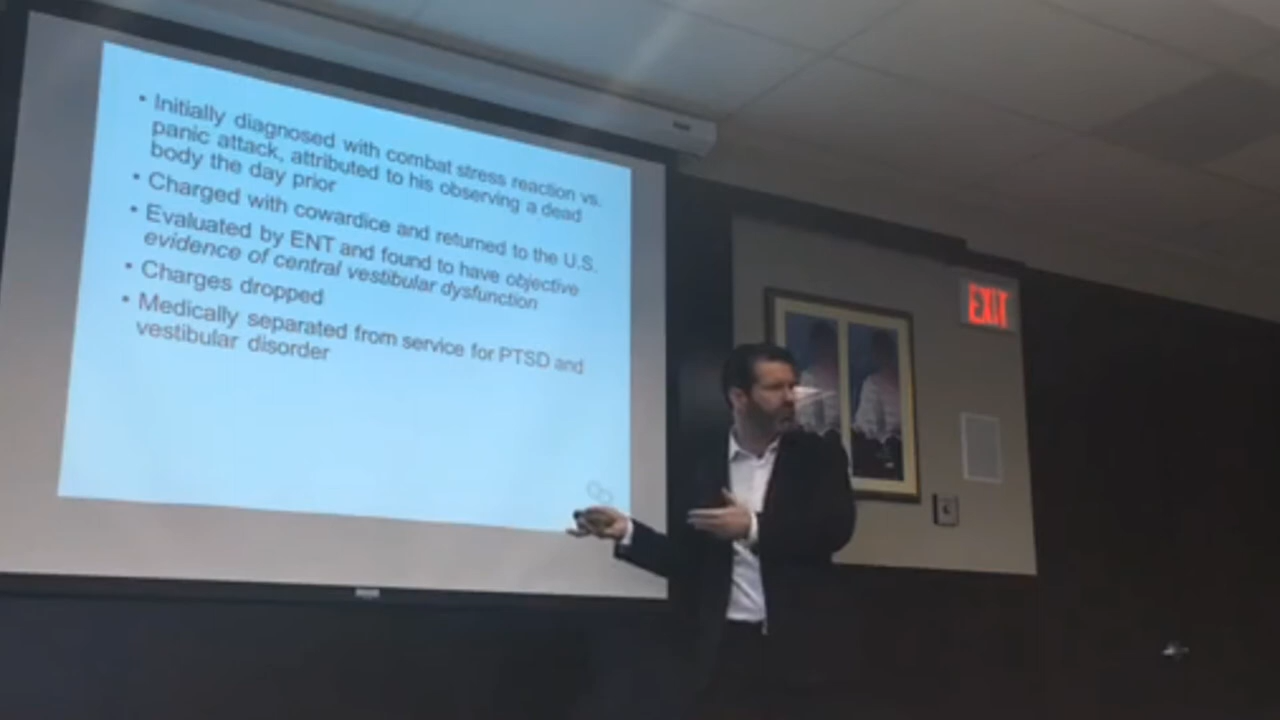 • Initially diagnosed with combat stress reaction vs.
panic attack, attributed to his observing a dead
body the day prior
• Charged with cowardice and returned to the U.S.
• Evaluated by ENT and found to have objective
evidence of central vestibular dysfunction
• Charges dropped
• Medically separated from service for PTSD and
vestibular disorder
EXIT